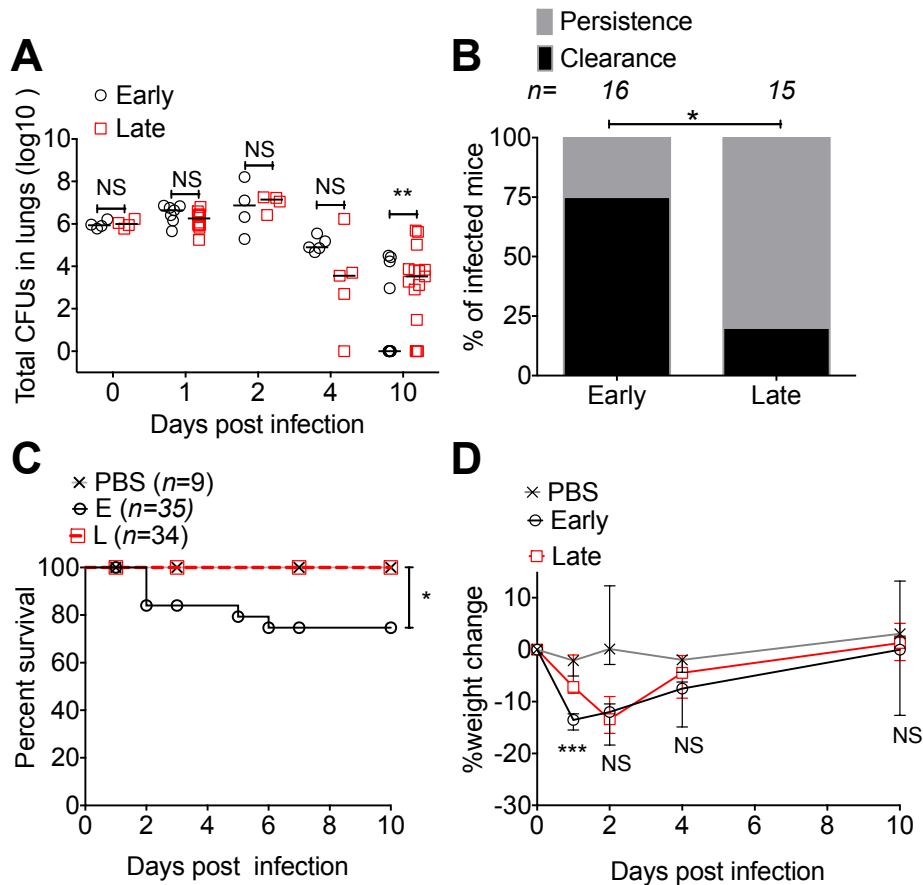 A
Early
Late
Total CFUs in lungs (log10 )
10
8
6
4
2
0
NS
NS
NS
NS
**
0 1 2 4 10
Days post infection
B
Persistence
Clearance
n= 16 15
*
% of infected mice
100
75
50
25
0
Early Late
C
PBS (n=9)
E (n=35)
L (n=34)
Percent survival
100
80
60
40
20
0
*
0 2 4 6 8 10
Days post infection
D
PBS
Early
Late
%weight change
10
0
-10
-20
-30
***
NS
NS
NS
0 2 4 6 8 10
Days post infection